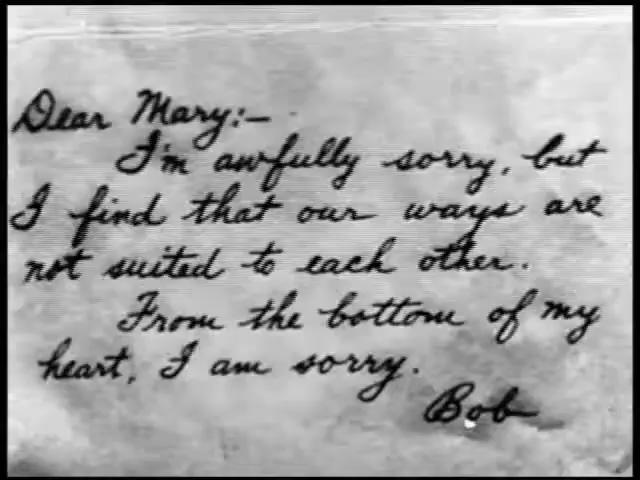 Dear Mary:-
I'm awfully sorry, but
I find that our ways are
not suited to each other.
From the bottom of my
heart, I am sorry.
Bob